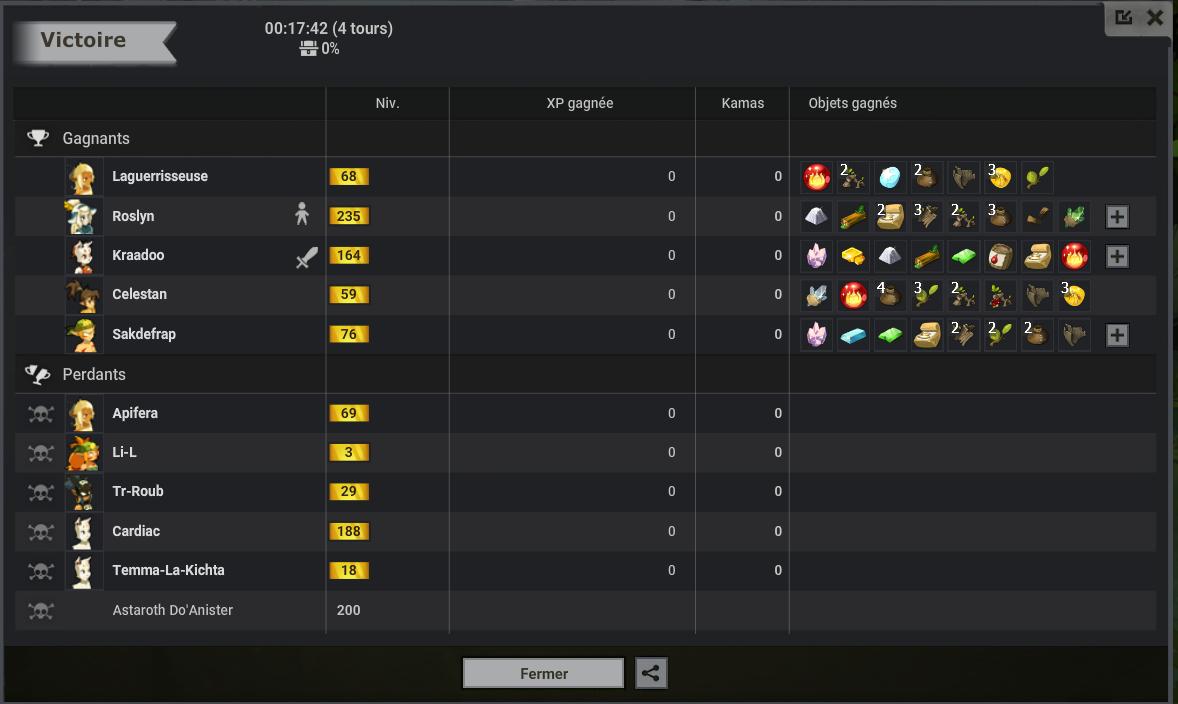 Victoire
00:17:42 (4 tours)
0%
Niv. XP gagnée Kamas Objets gagnés
Gagnants
Laguerrisseuse 68 0 0 2 2 3
Roslyn 235 0 0 2 3 2 3
Kraadoo 164 0 0
Celestan 59 0 0 4 3 2 3
Sakdefrap 76 0 0 2 2 2
Perdants
Apifera 69 0 0
Li-L 3 0 0
Tr-Roub 29 0 0
Cardiac 188 0 0
Temma-La-Kichta 18 0 0
Astaroth Do'Anister 200
Fermer